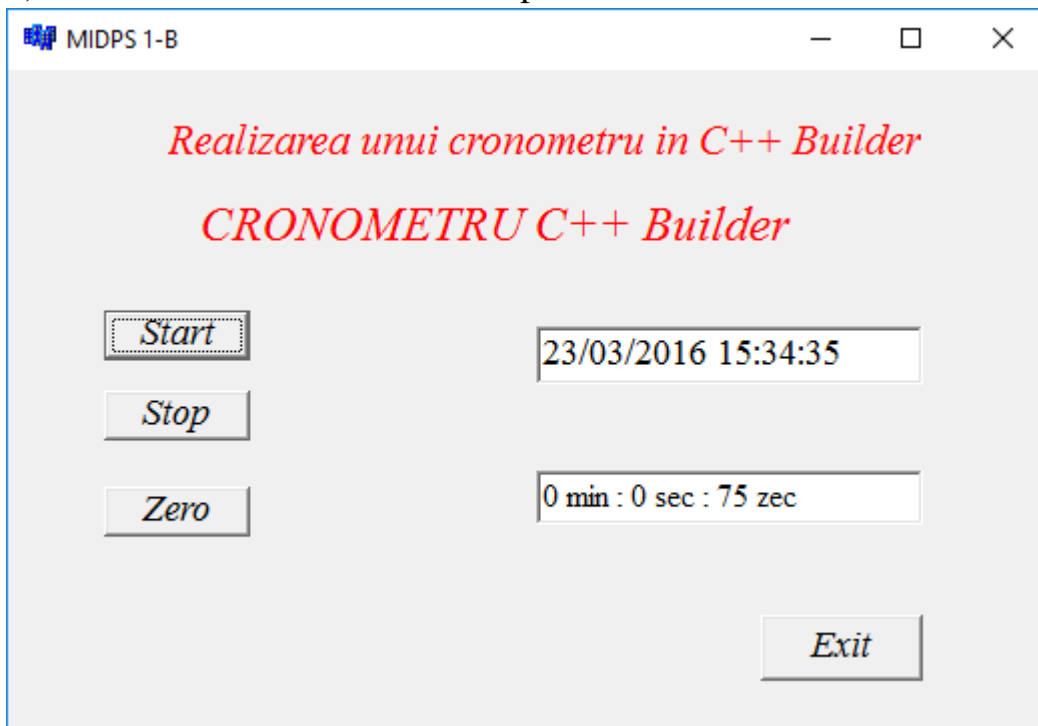 MIDPS 1-B
Realizarea unui cronometru in C++ Builder
CRONOMETRU C++ Builder
Start
23/03/2016 15:34:35
Stop
0 min : 0 sec : 75 zec
Zero
Exit